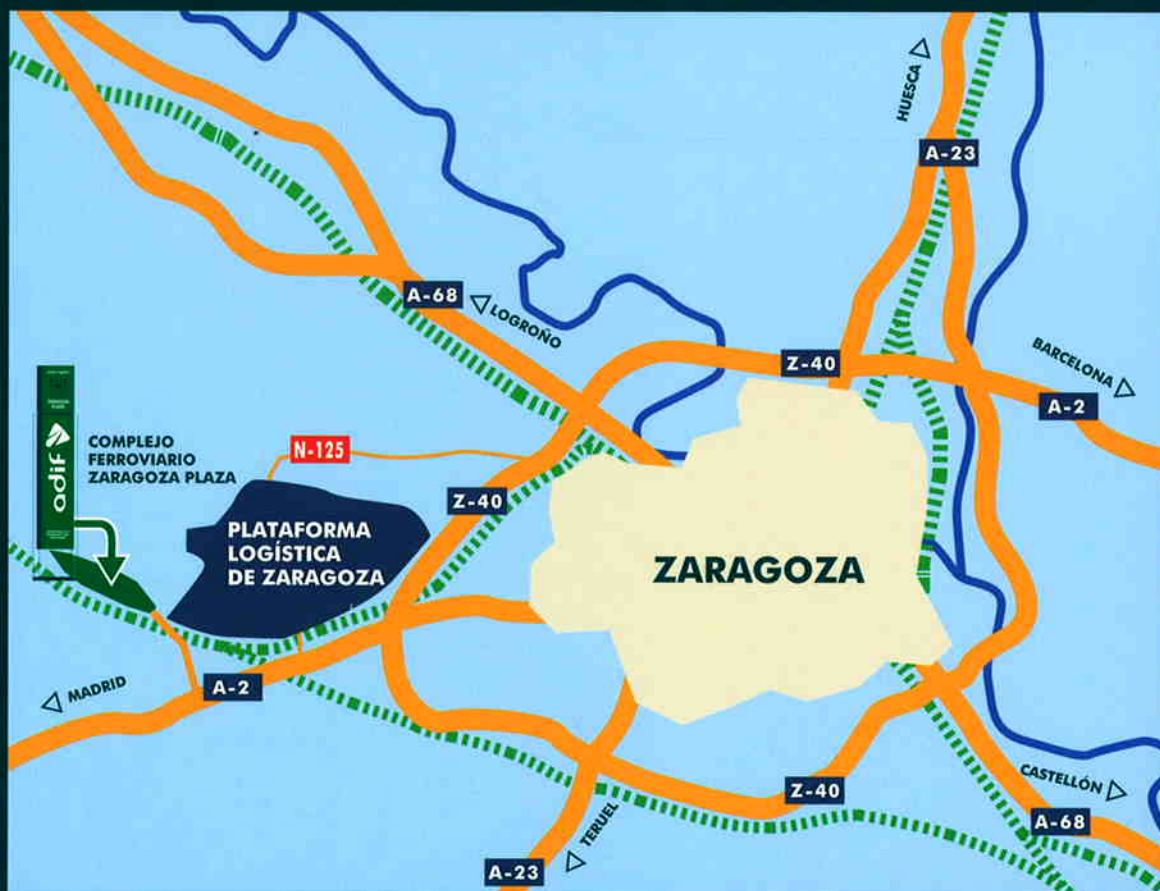 HUESCA
A-23
A-68
LOGROÑO
Z-40
BARCELONA
A-2
adif
COMPLEJO
FERROVIARIO
ZARAGOZA PLAZA
N-125
Z-40
PLATAFORMA
LOGÍSTICA
DE ZARAGOZA
ZARAGOZA
MADRID
A-2
CASTELLÓN
Z-40
A-68
TERUEL
A-23